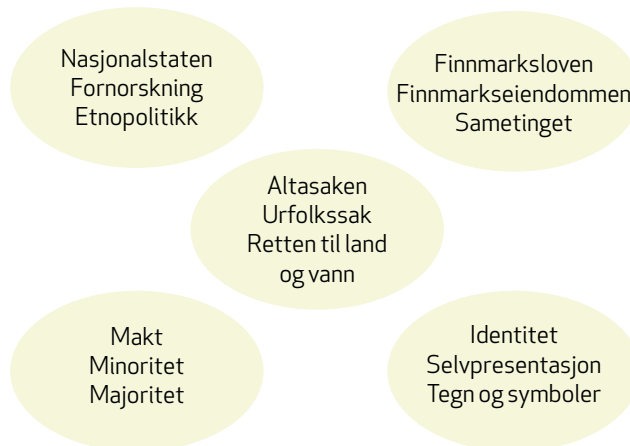 Nasjonalstaten
Fornorskning
Etnopolitikk
Finnmarksloven
Finnmarkseiendommen
Sametinget
Altasaken
Urfolkssak
Retten til land
og vann
Makt
Minoritet
Majoritet
Identitet
Selvpresentasjon
Tegn og symboler